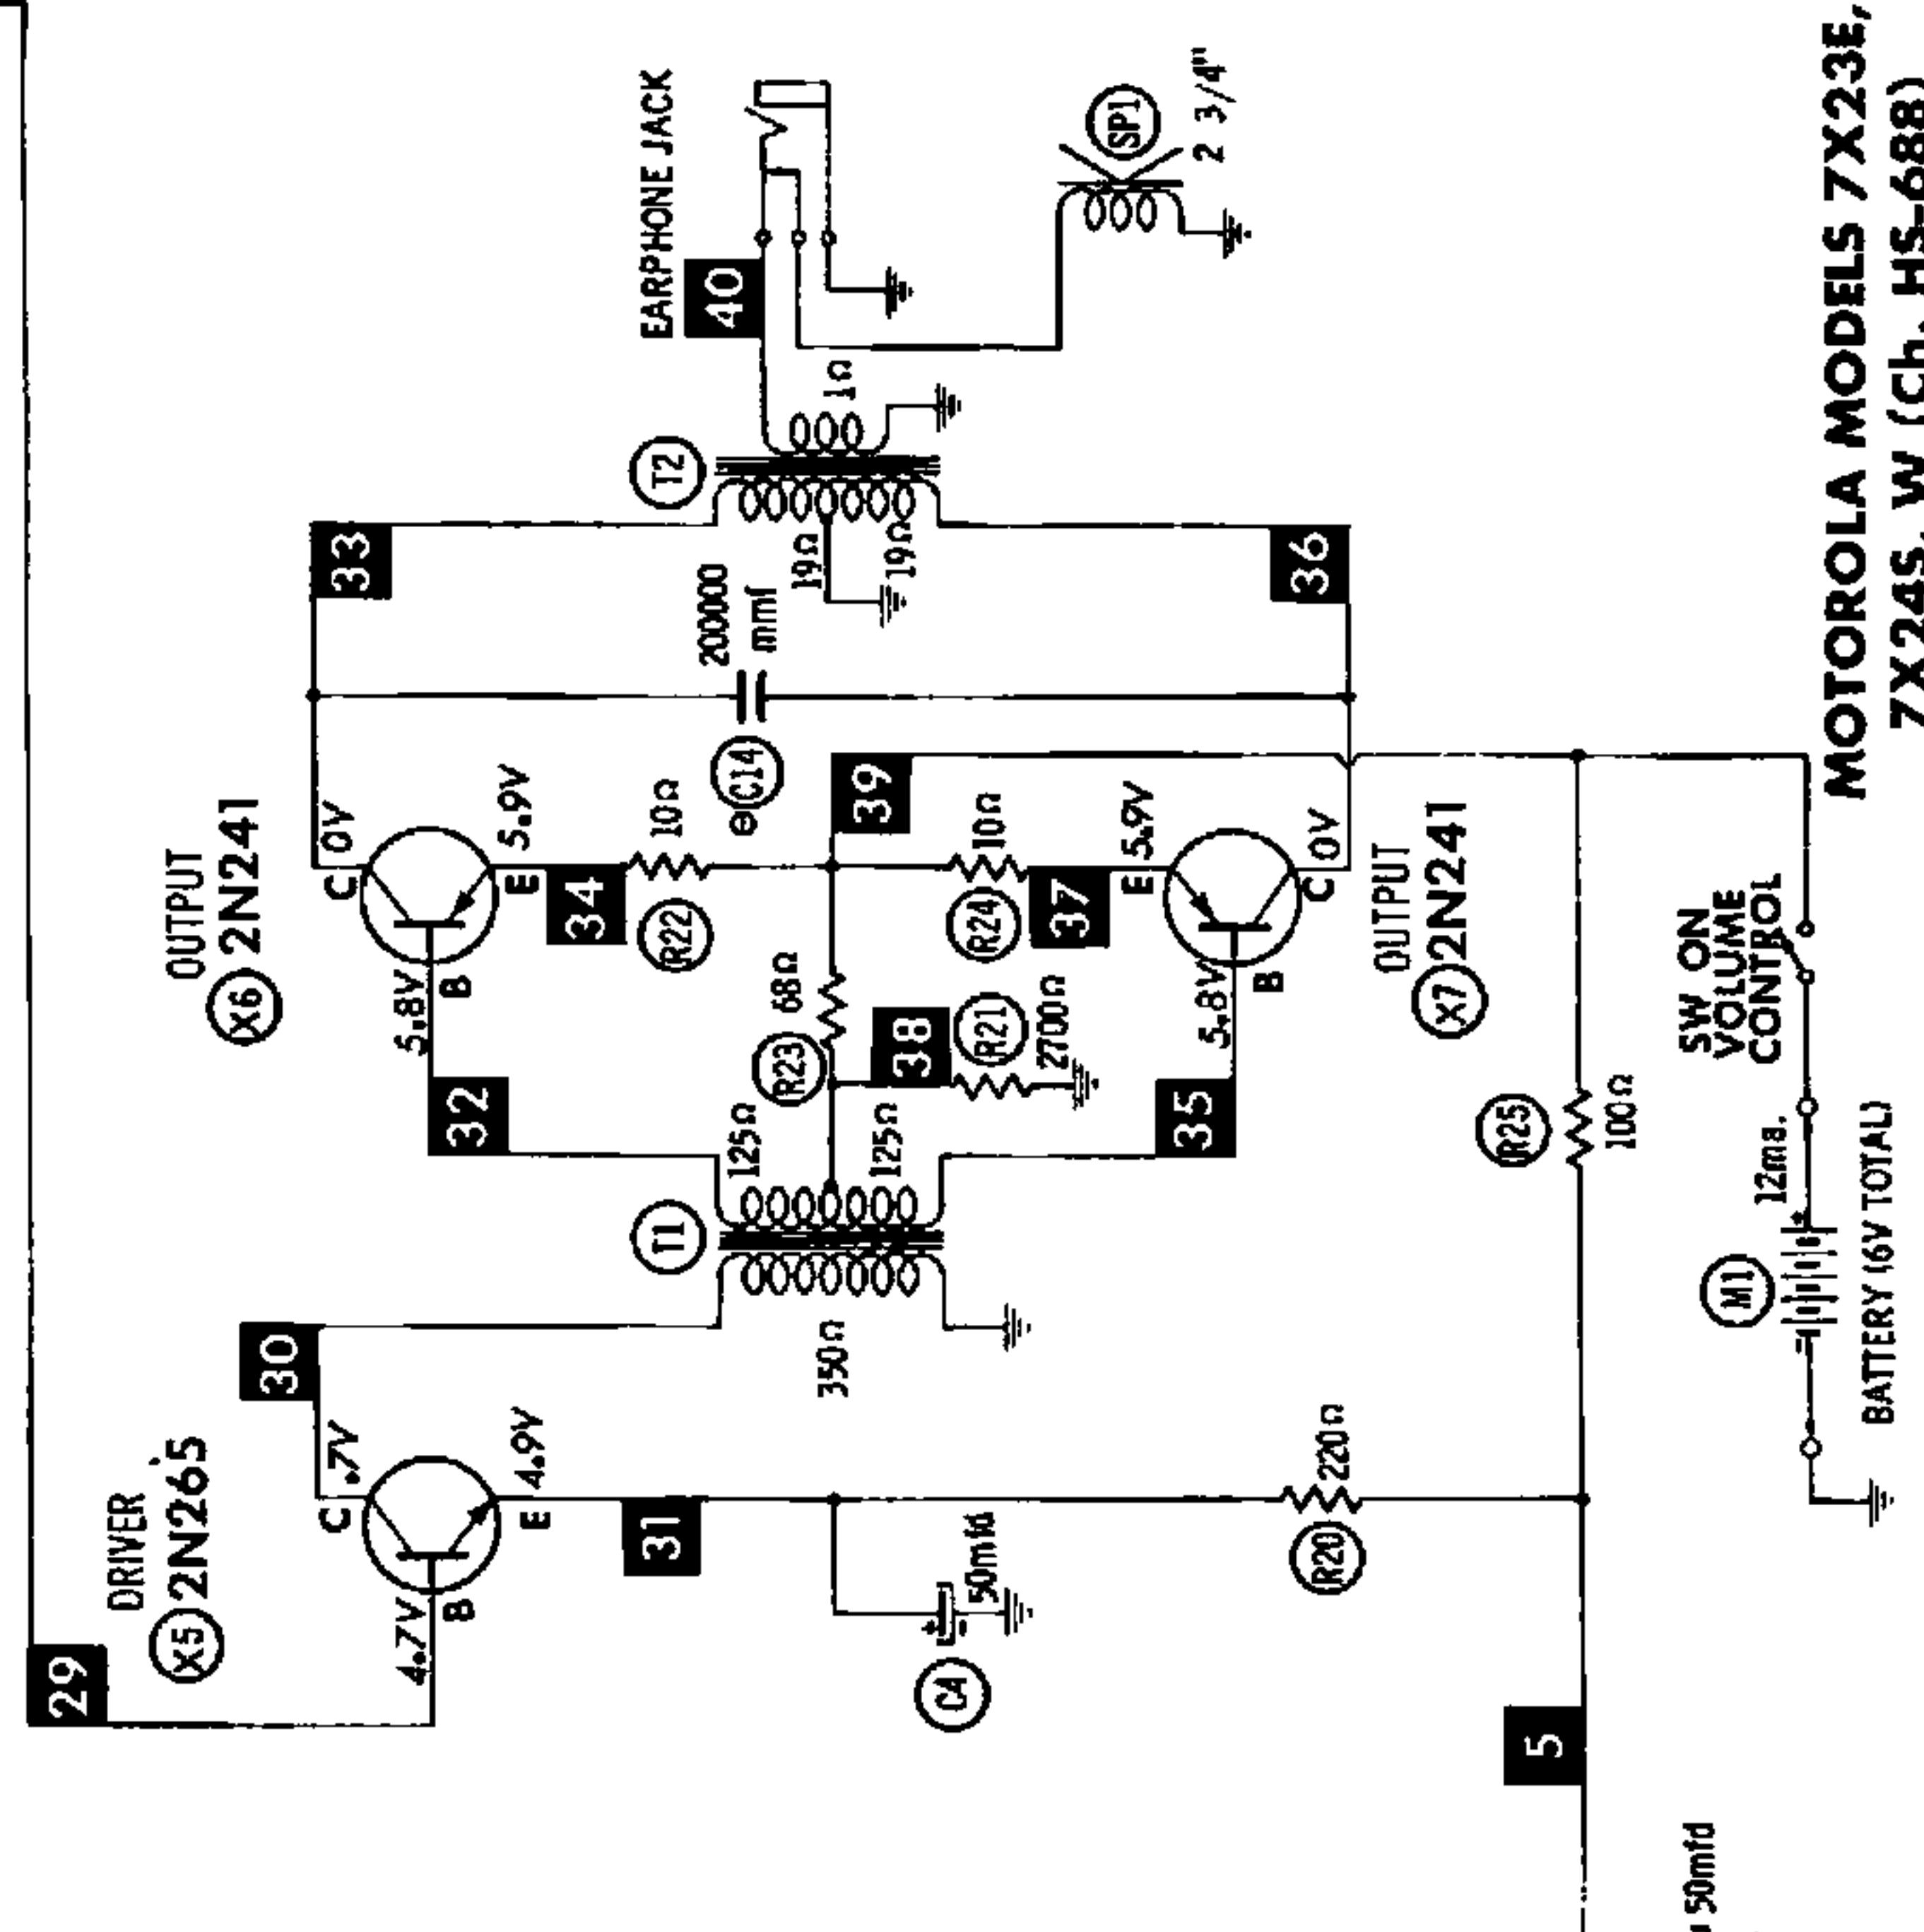 29
DRIVER
X5 2N265
4.7V
B
C
.7V
E
4.9V
30
31
C4
50mfd
350Ω
T1
125Ω
125Ω
R20
220Ω
5
50mfd
OUTPUT
X6 2N241
5.8V
B
C
0V
E
5.9V
32
33
34
R22
10Ω
R23
68Ω
38
R21
2700Ω
39
R24
10Ω
37
35
36
C14
200000
mmf
E
5.9V
5.8V
B
C
0V
OUTPUT
X7 2N241
R25
100Ω
T2
19Ω
19Ω
1Ω
40
EARPHONE JACK
SP1
2 3/4"
SW ON
VOLUME
CONTROL
12ma.
M1
+
-
BATTERY (6V TOTAL)
MOTOROLA MODELS 7X23E,
7X24S, W (Ch. HS-688)